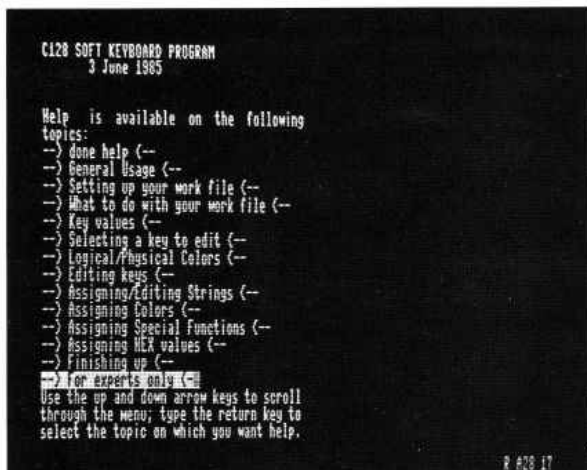 C128 SOFT KEYBOARD PROGRAM
3 June 1985
Help is available on the following
topics:
--> done help <--
--> General Usage <--
--> Setting up your work file <--
--> What to do with your work file <--
--> Key values <--
--> Selecting a key to edit <--
--> Logical/Physical Colors <--
--> Editing keys <--
--> Assigning/Editing Strings <--
--> Assigning Colors <--
--> Assigning Special Functions <--
--> Assigning HEX values <--
--> Finishing up <--
--> For experts only <--
Use the up and down arrow keys to scroll
through the menu; type the return key to
select the topic on which you want help.